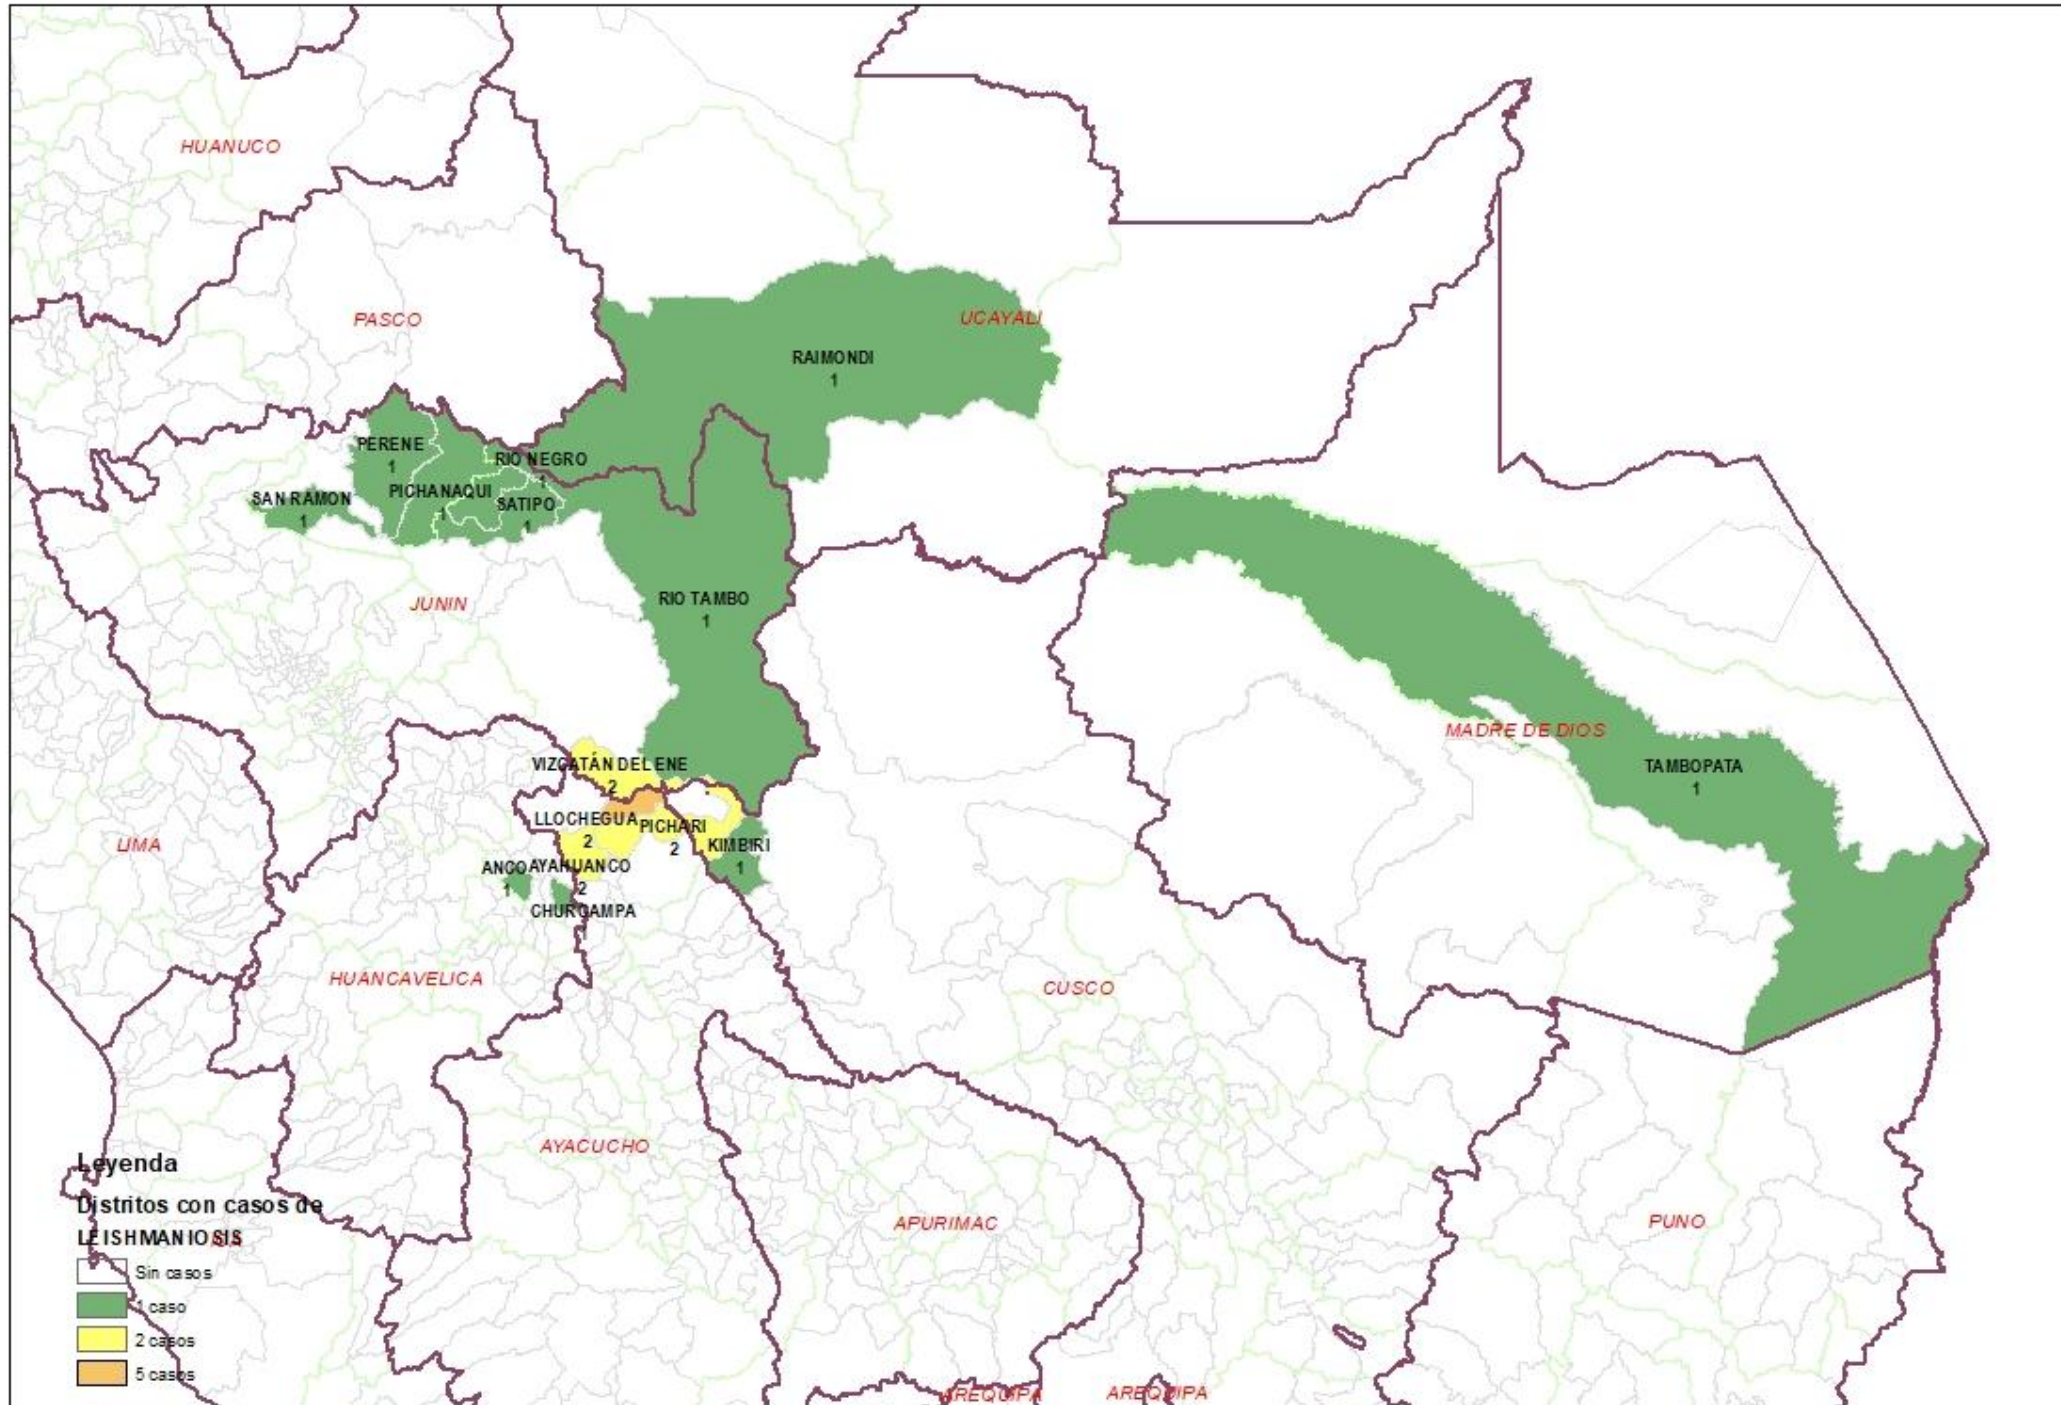 HUANUCO
PASCO
UCAYALI
RAIMONDI
1
PERENE
1
RIO NEGRO
1
PICHANAQUI
1
SAN RAMON
1
SATIPO
1
JUNIN
RIO TAMBO
1
MADRE DE DIOS
TAMBOPATA
1
VIZCATÁN DEL ENE
2
LLOCHEGUA
2
PICHARI
2
KIMBIRI
1
LIMA
ANCO
1
AYAHUANCO
2
CHURCAMPA
HUANCAVELICA
CUSCO
AYACUCHO
APURIMAC
PUNO
Leyenda
Distritos con casos de
LEISHMANIOSIS
Sin casos
1 caso
2 casos
5 casos
AREQUIPA
AREQUIPA